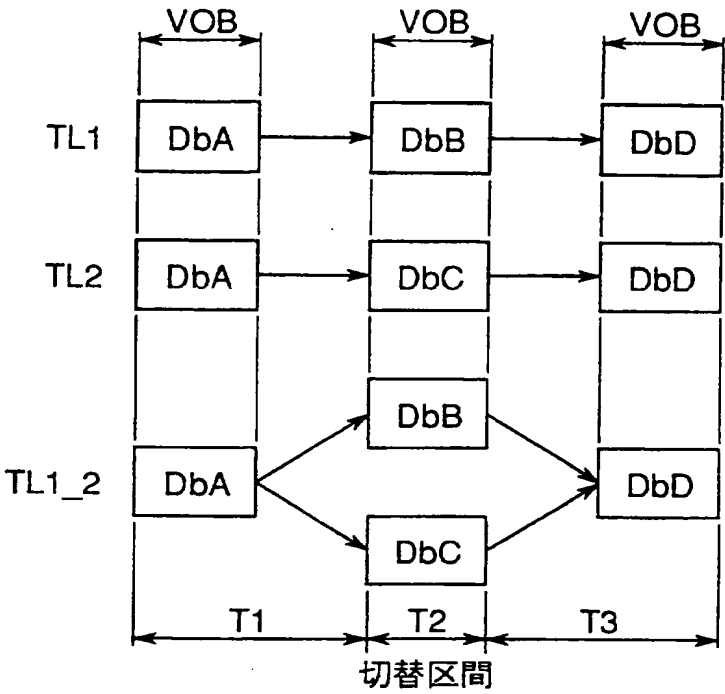 VOB VOB VOB
TL1 DbA DbB DbD
TL2 DbA DbC DbD
DbB
TL1_2 DbA DbD
DbC
T1 T2 T3
切替区間